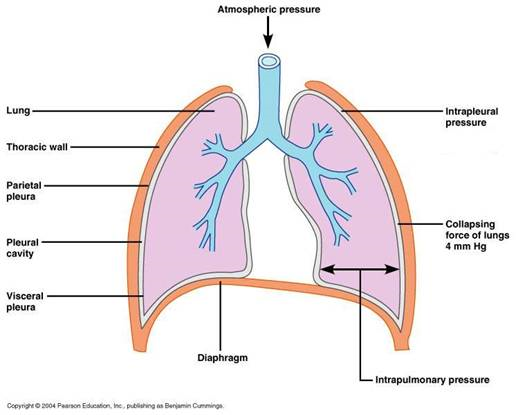 Atmospheric pressure
Lung
Thoracic wall
Parietal
pleura
Pleural
cavity
Visceral
pleura
Diaphragm
Intrapleural
pressure
Collapsing
force of lungs
4 mm Hg
Intrapulmonary pressure
Copyright © 2004 Pearson Education, Inc., publishing as Benjamin Cummings.